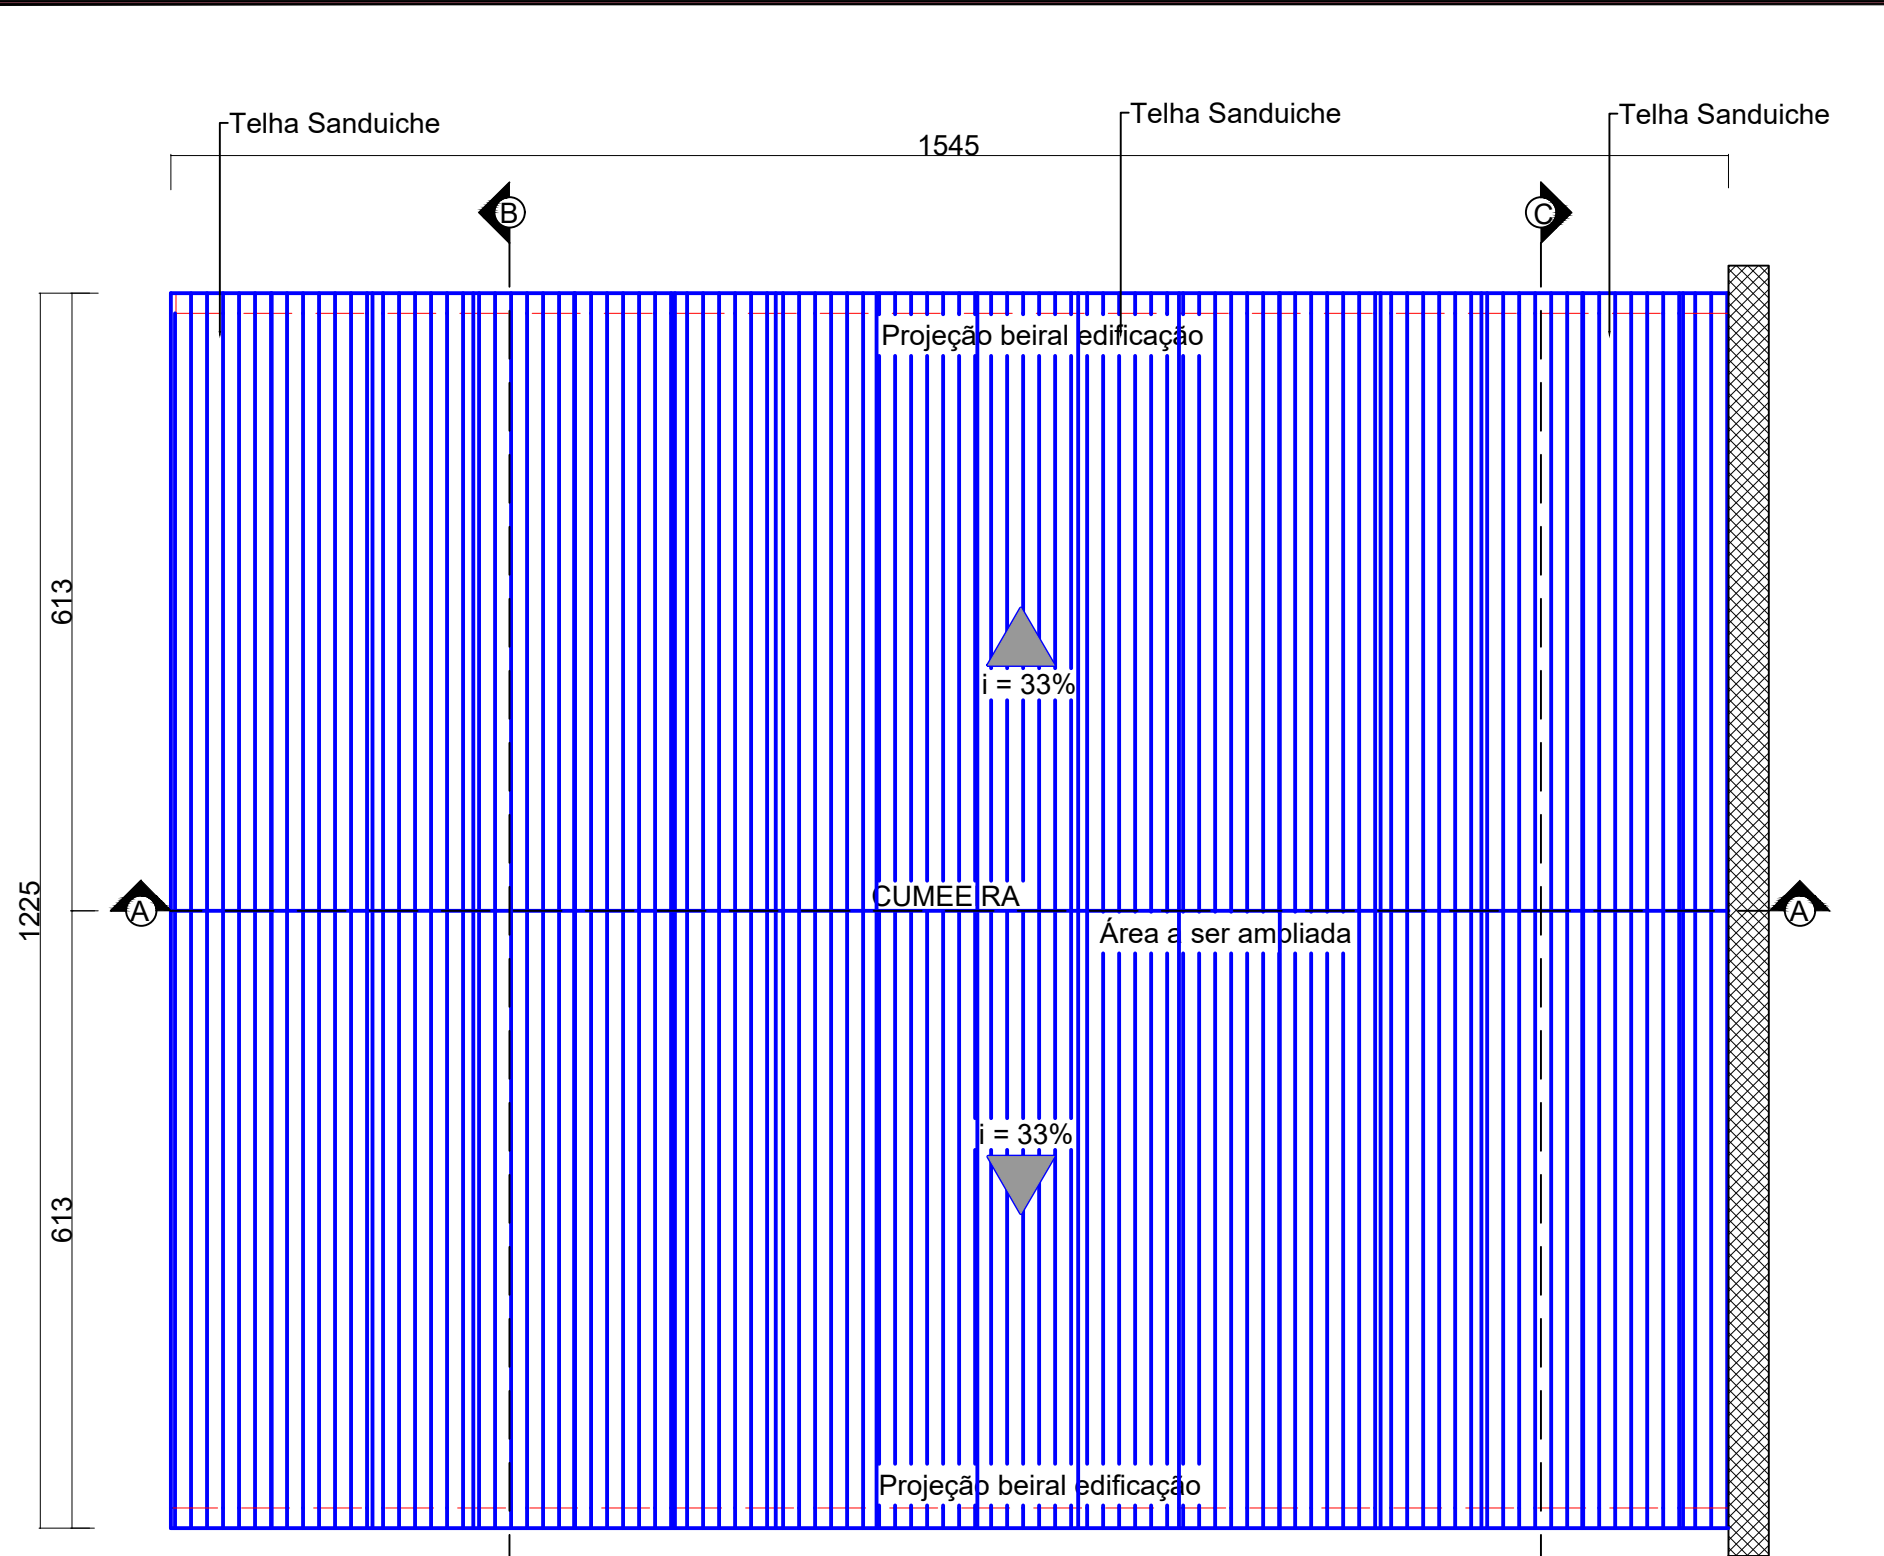 Telha Sanduiche
Telha Sanduiche
Telha Sanduiche
1545
B
C
Projeção beiral edificação
613
i = 33%
CUMEEIRA
1225
A
A
Área a ser ampliada
i = 33%
613
Projeção beiral edificação